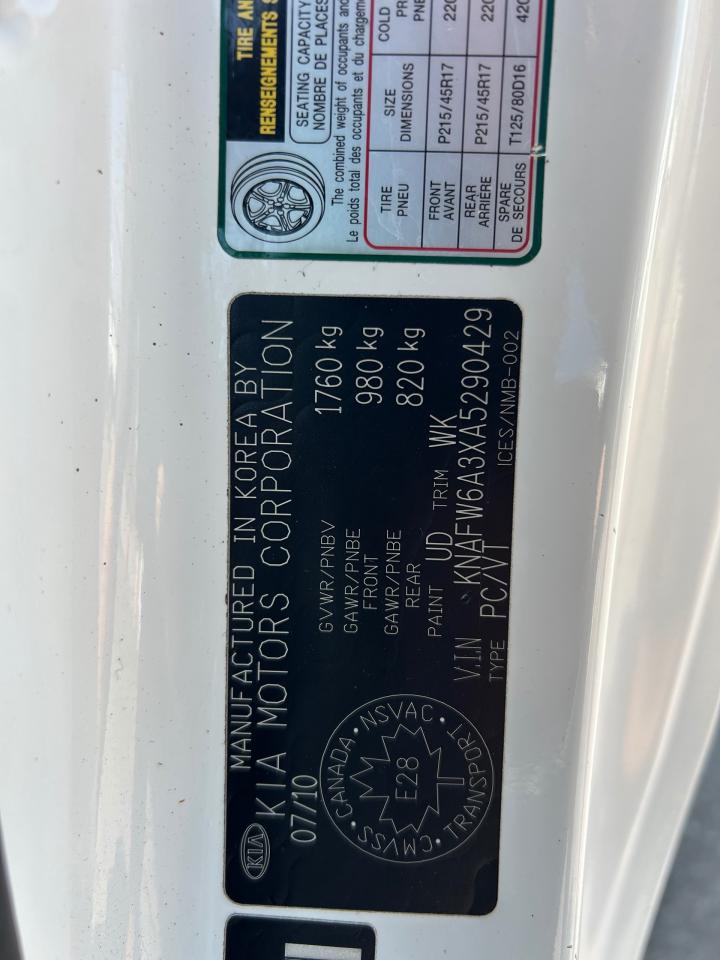 TIRE AN
RENSEIGNEMENTS S
SEATING CAPACITY
NOMBRE DE PLACES
The combined weight of occupants and
Le poids total des occupants et du chargeme
TIRE
PNEU
SIZE
DIMENSIONS
COLD
PNE
FRONT
AVANT
P215/45R17
220
REAR
ARRIÈRE
P215/45R17
220
SPARE
DE SECOURS
T125/80D16
420
MANUFACTURED IN KOREA BY
KIA KIA MOTORS CORPORATION
07/10
GVWR/PNBV 1760 kg
GAWR/PNBE FRONT 980 kg
GAWR/PNBE REAR 820 kg
PAINT UD TRIM WK
V.I.N KNAFW6A3XA5290429
TYPE PC/VT ICES/NMB-002
CANADA • NSVAC • TRANSPORT • CMVSS
E28